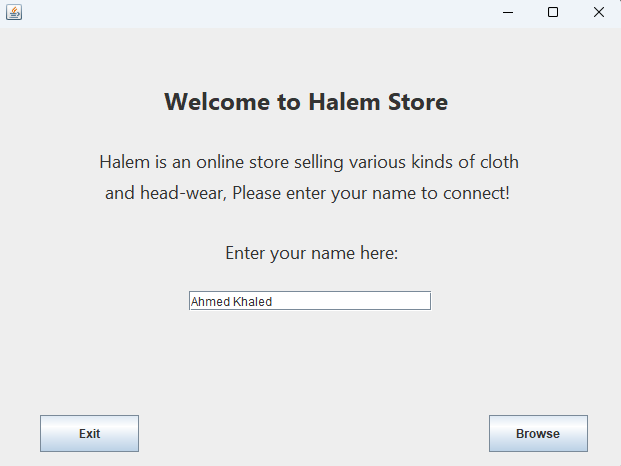 Welcome to Halem Store
Halem is an online store selling various kinds of cloth
and head-wear, Please enter your name to connect!
Enter your name here:
Ahmed Khaled
Exit
Browse